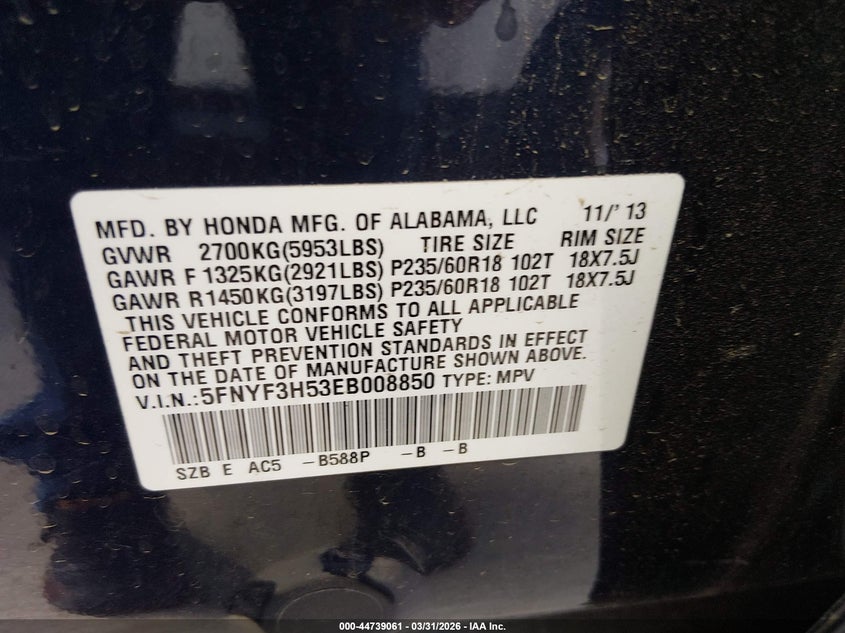 MFD. BY HONDA MFG. OF ALABAMA, LLC 11/' 13
GVWR 2700KG(5953LBS) TIRE SIZE RIM SIZE
GAWR F 1325KG(2921LBS) P235/60R18 102T 18X7.5J
GAWR R1450KG(3197LBS) P235/60R18 102T 18X7.5J
THIS VEHICLE CONFORMS TO ALL APPLICABLE
FEDERAL MOTOR VEHICLE SAFETY
AND THEFT PREVENTION STANDARDS IN EFFECT
ON THE DATE OF MANUFACTURE SHOWN ABOVE.
V.I.N.:5FNYF3H53EB008850 TYPE: MPV
SZB E AC5 -B588P -B -B
000-44739061 - 03/31/2026 - IAA Inc.